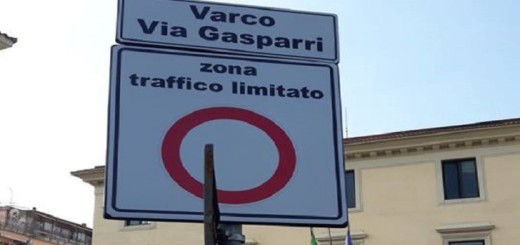 Varco
Via Gasparri
zona
traffico limitato